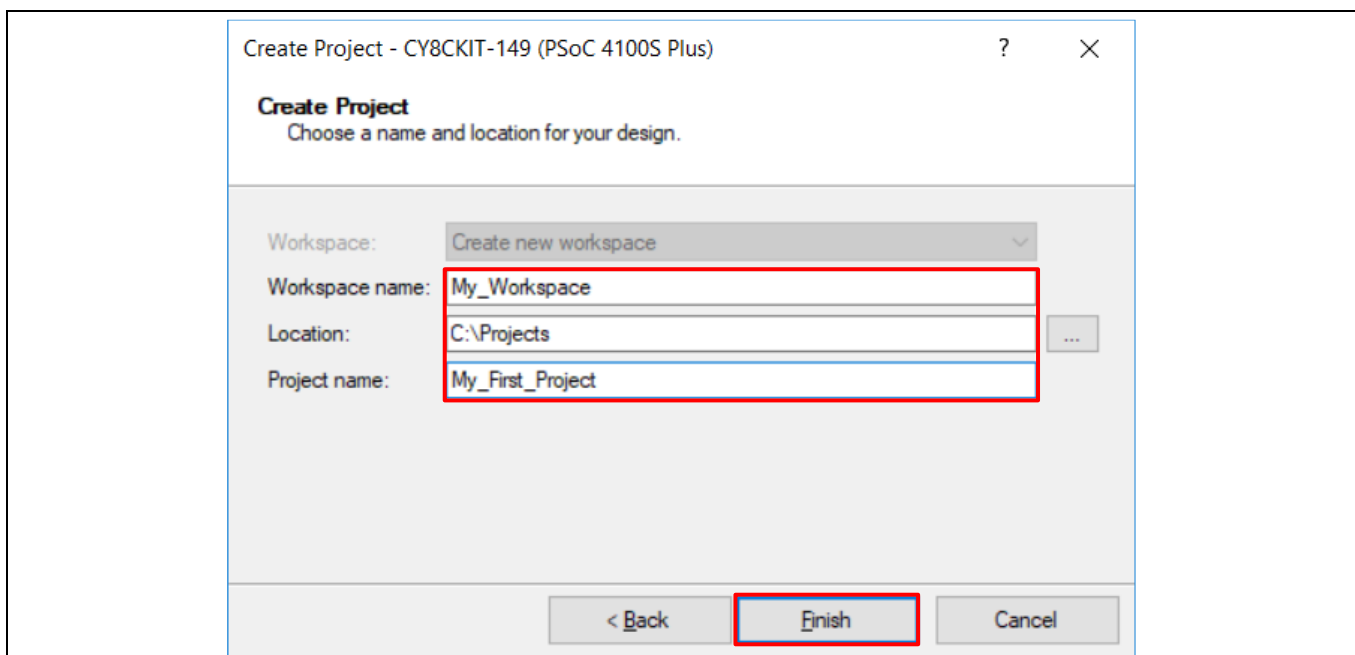 Create Project - CY8CKIT-149 (PSoC 4100S Plus) ?
Create Project
Choose a name and location for your design.
Workspace: Create new workspace
Workspace name: My_Workspace
Location: C:\Projects ...
Project name: My_First_Project
< Back Finish Cancel